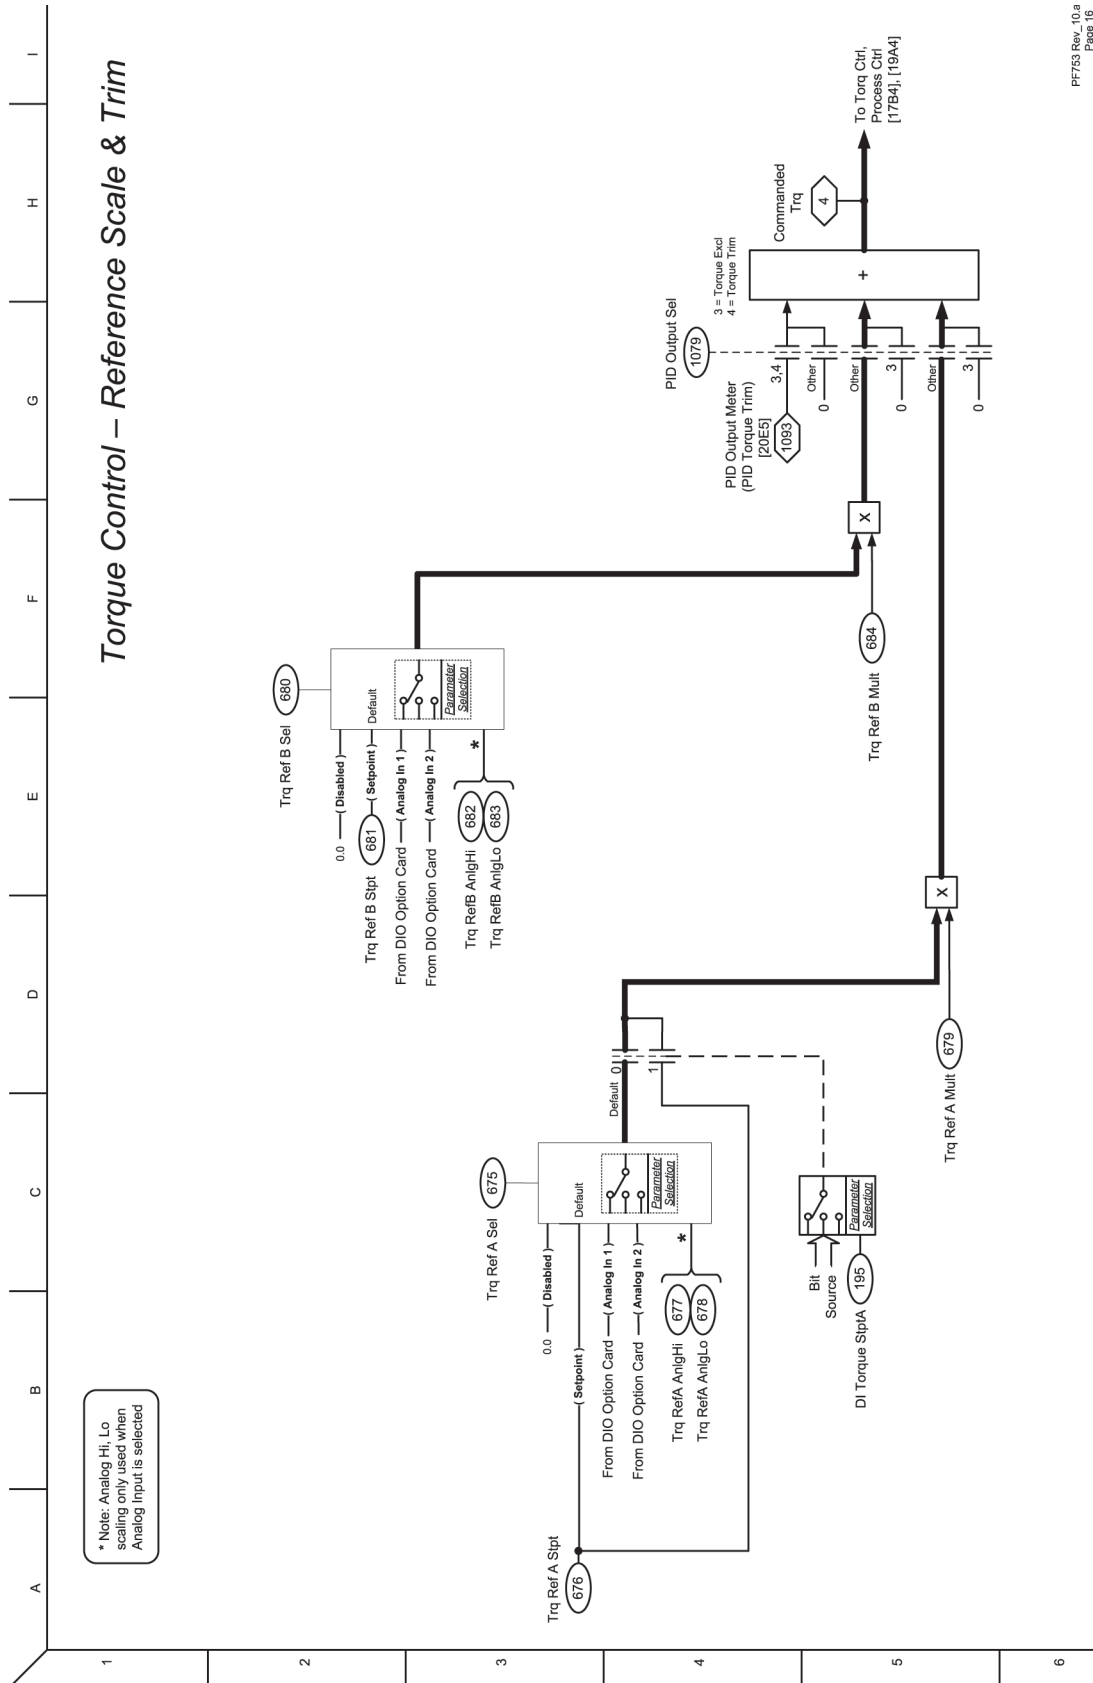 Torque Control – Reference Scale & Trim
A
B
C
D
E
F
G
H
I
1
2
3
4
5
6
* Note: Analog Hi, Lo
scaling only used when
Analog Input is selected
Trq Ref B Sel
680
0.0
( Disabled )
Trq Ref B Stpt
681
( Setpoint )
Default
From DIO Option Card
( Analog In 1 )
From DIO Option Card
( Analog In 2 )
Parameter
Selection
*
Trq RefB AnlgHi
682
Trq RefB AnlgLo
683
Trq Ref A Sel
675
0.0
( Disabled )
Trq Ref A Stpt
676
( Setpoint )
Default
From DIO Option Card
( Analog In 1 )
From DIO Option Card
( Analog In 2 )
Parameter
Selection
*
Trq RefA AnlgHi
677
Trq RefA AnlgLo
678
Default
0
1
Bit
Source
Parameter
Selection
DI Torque StptA
195
Trq Ref A Mult
679
X
Trq Ref B Mult
684
X
PID Output Sel
1079
PID Output Meter
(PID Torque Trim)
[20E5]
1093
3,4
Other
0
Other
3
0
Other
3
0
3 = Torque Excl
4 = Torque Trim
+
Commanded
Trq
4
To Torq Ctrl,
Process Ctrl
[17B4], [19A4]
PF753 Rev_10.a
Page 16